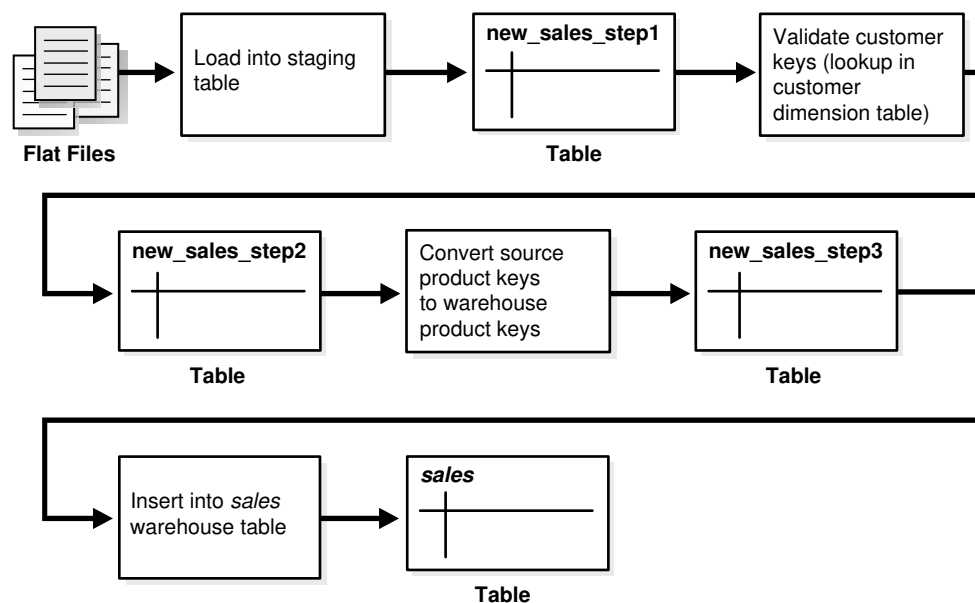 Load into staging
table
Flat Files
new_sales_step1
Table
Validate customer
keys (lookup in
customer
dimension table)
new_sales_step2
Table
Convert source
product keys
to warehouse
product keys
new_sales_step3
Table
Insert into sales
warehouse table
sales
Table